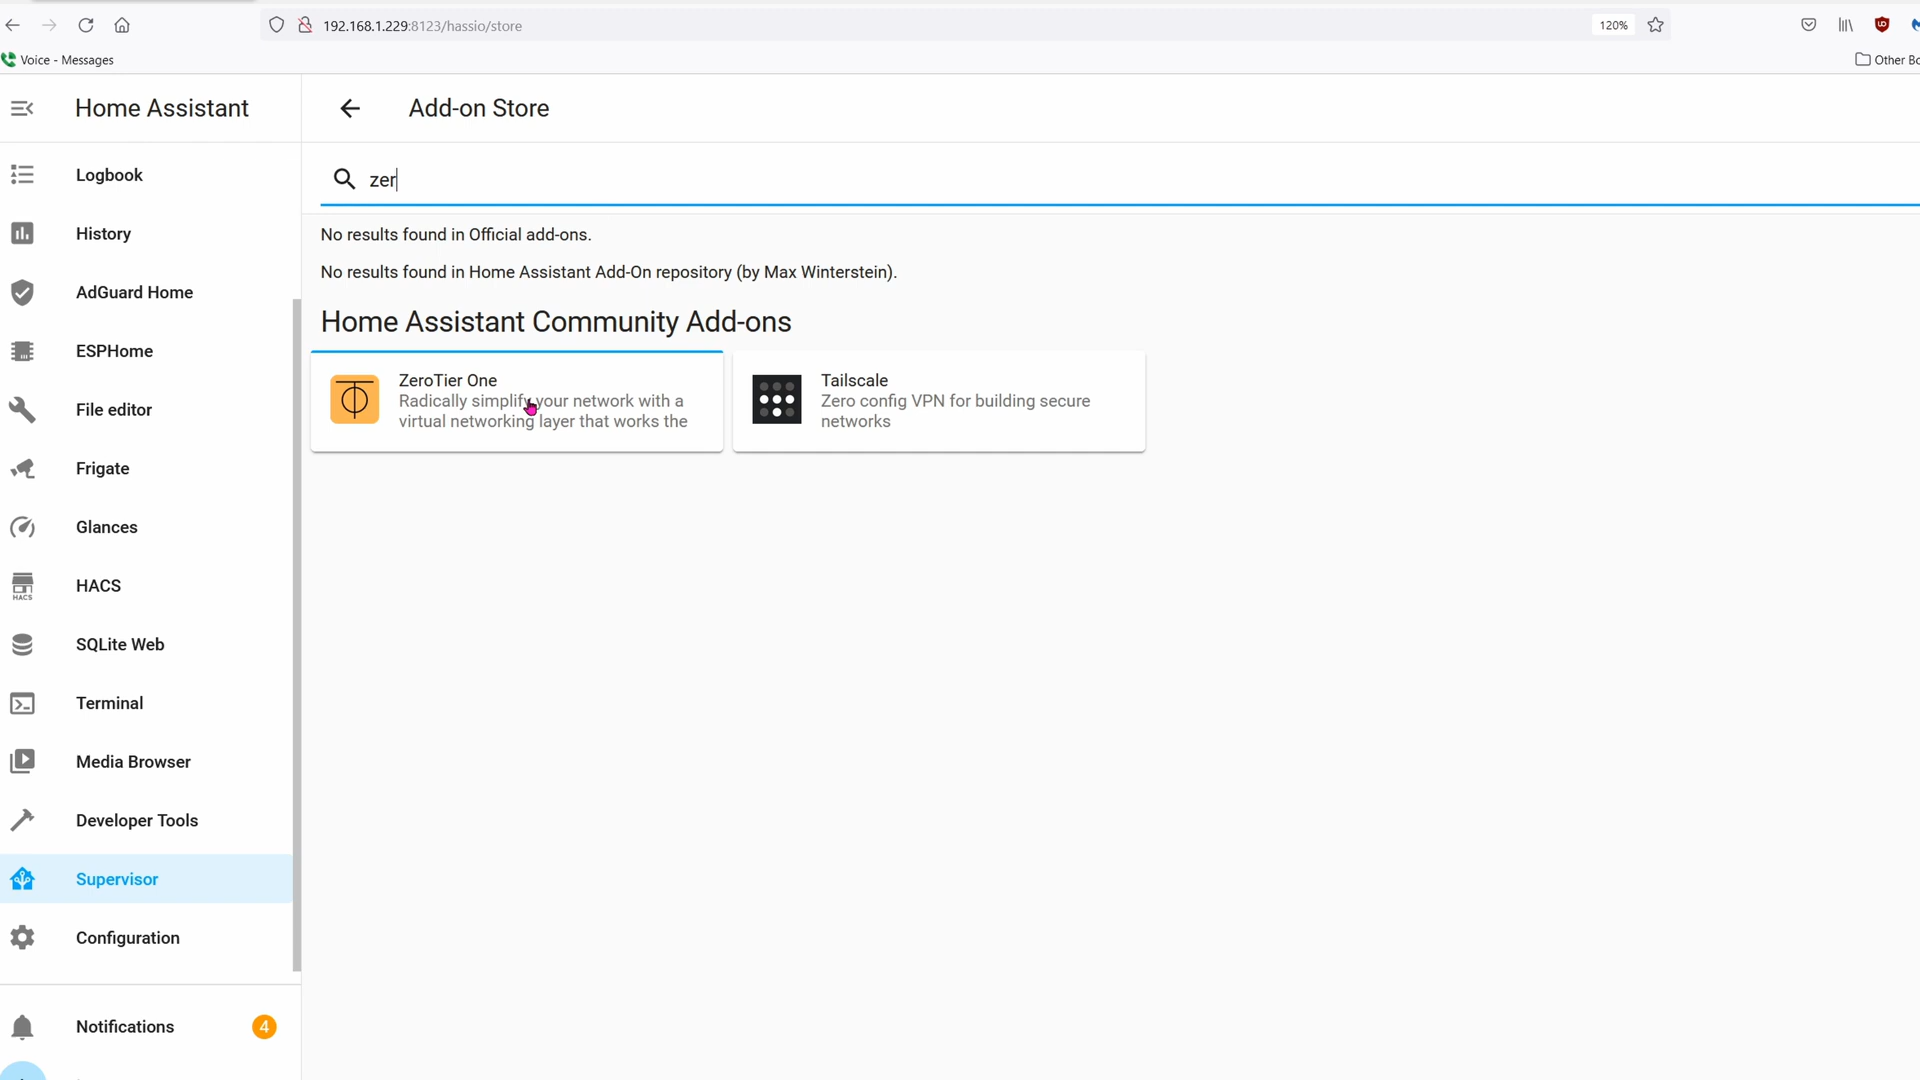 192.168.1.229:8123/hassio/store
120%
Voice - Messages
Other Bo
Home Assistant
Add-on Store
zer
Logbook
History
AdGuard Home
ESPHome
File editor
Frigate
Glances
HACS
HACS
SQLite Web
Terminal
Media Browser
Developer Tools
Supervisor
Configuration
Notifications
4
No results found in Official add-ons.
No results found in Home Assistant Add-On repository (by Max Winterstein).
Home Assistant Community Add-ons
ZeroTier One
Radically simplify your network with a
virtual networking layer that works the
Tailscale
Zero config VPN for building secure
networks